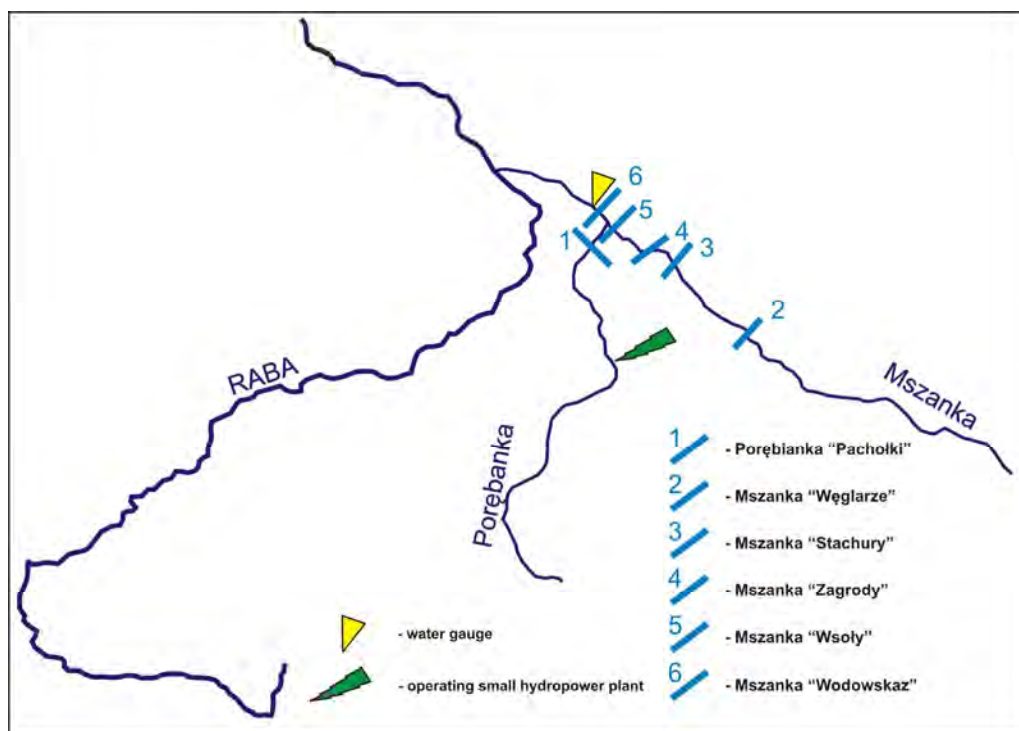 6
5
1
4
3
2
RABA
Mszanka
Porębanka
1 - Porębianka “Pachołki”
2 - Mszanka “Węglarze”
3 - Mszanka “Stachury”
4 - Mszanka “Zagrody”
5 - Mszanka “Wsoły”
6 - Mszanka “Wodowskaz”
- water gauge
- operating small hydropower plant